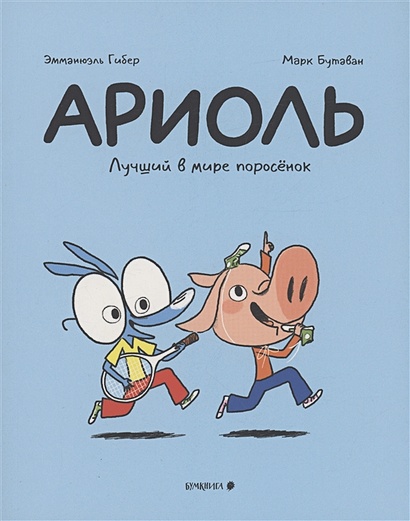 Эммануэль Гибер
Марк Бутаван
АРИОЛЬ
Лучший в мире поросёнок
БУМКНИГА